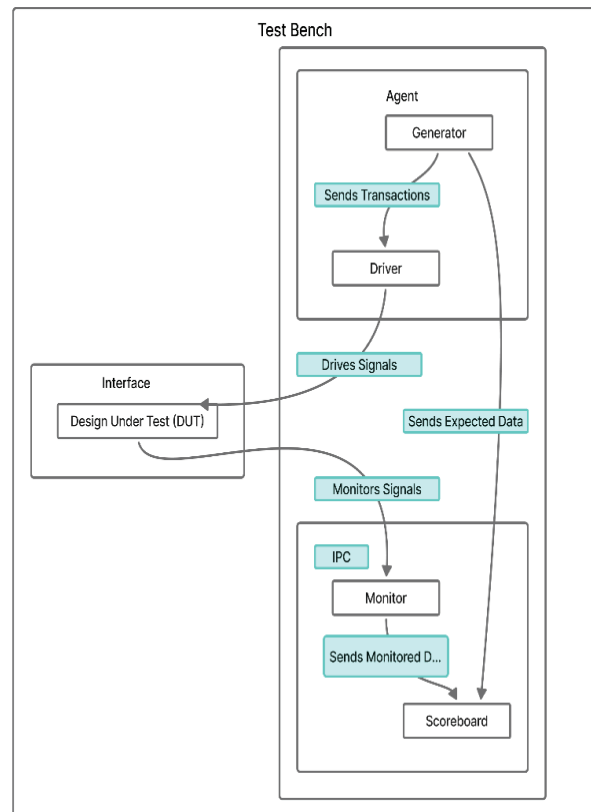 Test Bench
Agent
Generator
Sends Transactions
Driver
Drives Signals
Interface
Design Under Test (DUT)
Sends Expected Data
Monitors Signals
IPC
Monitor
Sends Monitored D...
Scoreboard